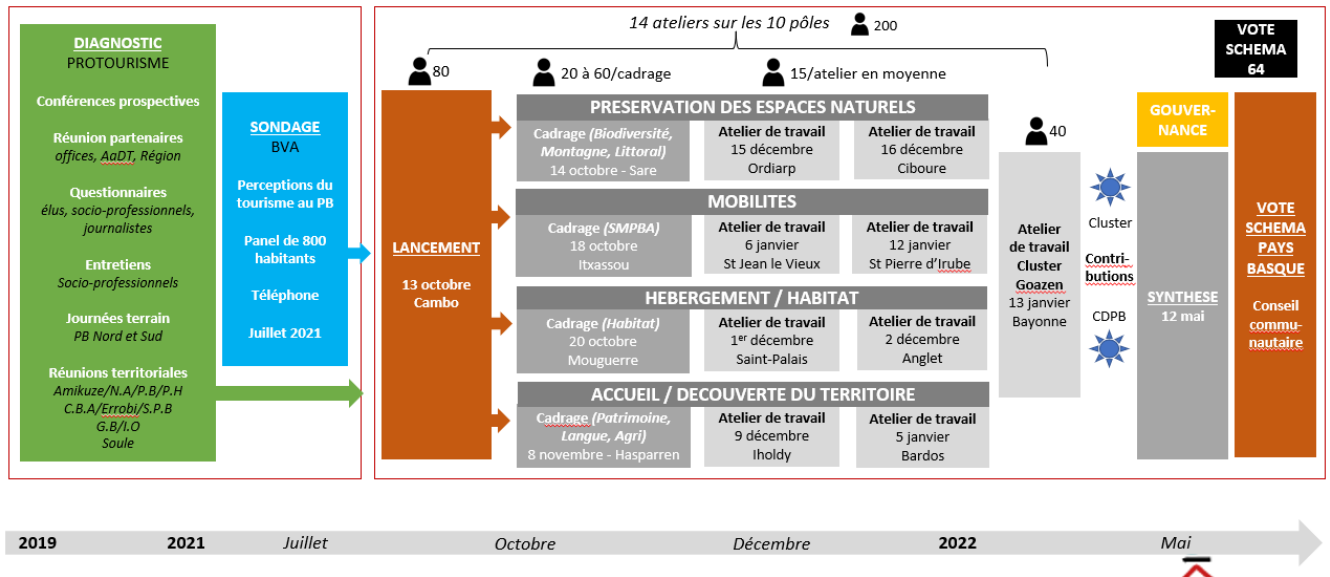 DIAGNOSTIC
PROTOURISME
Conférences prospectives
Réunion partenaires
offices, AaDT, Région
Questionnaires
élus, socio-professionnels,
journalistes
Entretiens
Socio-professionnels
Journées terrain
PB Nord et Sud
Réunions territoriales
Amikuze/N.A/P.B/P.H
C.B.A/Errobi/S.P.B
G.B/I.O
Soule
SONDAGE
BVA
Perceptions du
tourisme au PB
Panel de 800
habitants
Téléphone
Juillet 2021
14 ateliers sur les 10 pôles
200
80
20 à 60/cadrage
15/atelier en moyenne
LANCEMENT
13 octobre
Cambo
PRESERVATION DES ESPACES NATURELS
Cadrage (Biodiversité,
Montagne, Littoral)
14 octobre - Sare
Atelier de travail
15 décembre
Ordiarp
Atelier de travail
16 décembre
Ciboure
MOBILITES
Cadrage (SMPBA)
18 octobre
Itxassou
Atelier de travail
6 janvier
St Jean le Vieux
Atelier de travail
12 janvier
St Pierre d'Irube
HEBERGEMENT / HABITAT
Cadrage (Habitat)
20 octobre
Mouguerre
Atelier de travail
1er décembre
Saint-Palais
Atelier de travail
2 décembre
Anglet
ACCUEIL / DECOUVERTE DU TERRITOIRE
Cadrage (Patrimoine,
Langue, Agri)
8 novembre - Hasparren
Atelier de travail
9 décembre
Iholdy
Atelier de travail
5 janvier
Bardos
40
Atelier
de travail
Cluster
Goazen
13 janvier
Bayonne
Cluster
Contri-
butions
CDPB
GOUVER-
NANCE
SYNTHESE
12 mai
VOTE
SCHEMA
64
VOTE
SCHEMA
PAYS
BASQUE
Conseil
commu-
nautaire
2019
2021
Juillet
Octobre
Décembre
2022
Mai